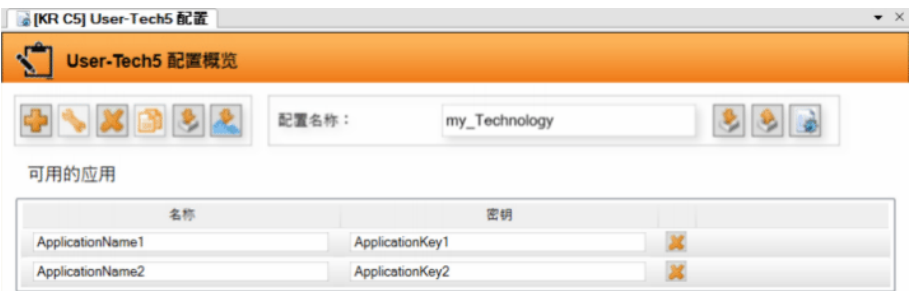 [KR C5] User-Tech5 配置
User-Tech5 配置概览
配置名称： my_Technology
可用的应用
名称 密钥
ApplicationName1 ApplicationKey1
ApplicationName2 ApplicationKey2